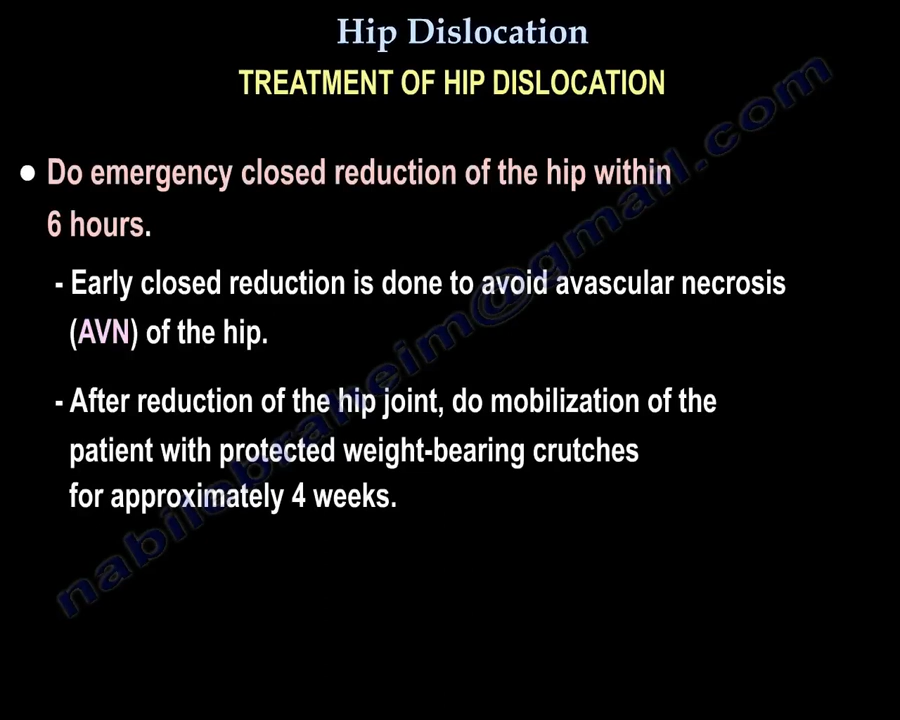 Hip Dislocation
TREATMENT OF HIP DISLOCATION
● Do emergency closed reduction of the hip within
6 hours.
- Early closed reduction is done to avoid avascular necrosis
(AVN) of the hip.
- After reduction of the hip joint, do mobilization of the
patient with protected weight-bearing crutches
for approximately 4 weeks.
nabilebraheim@gmail.com